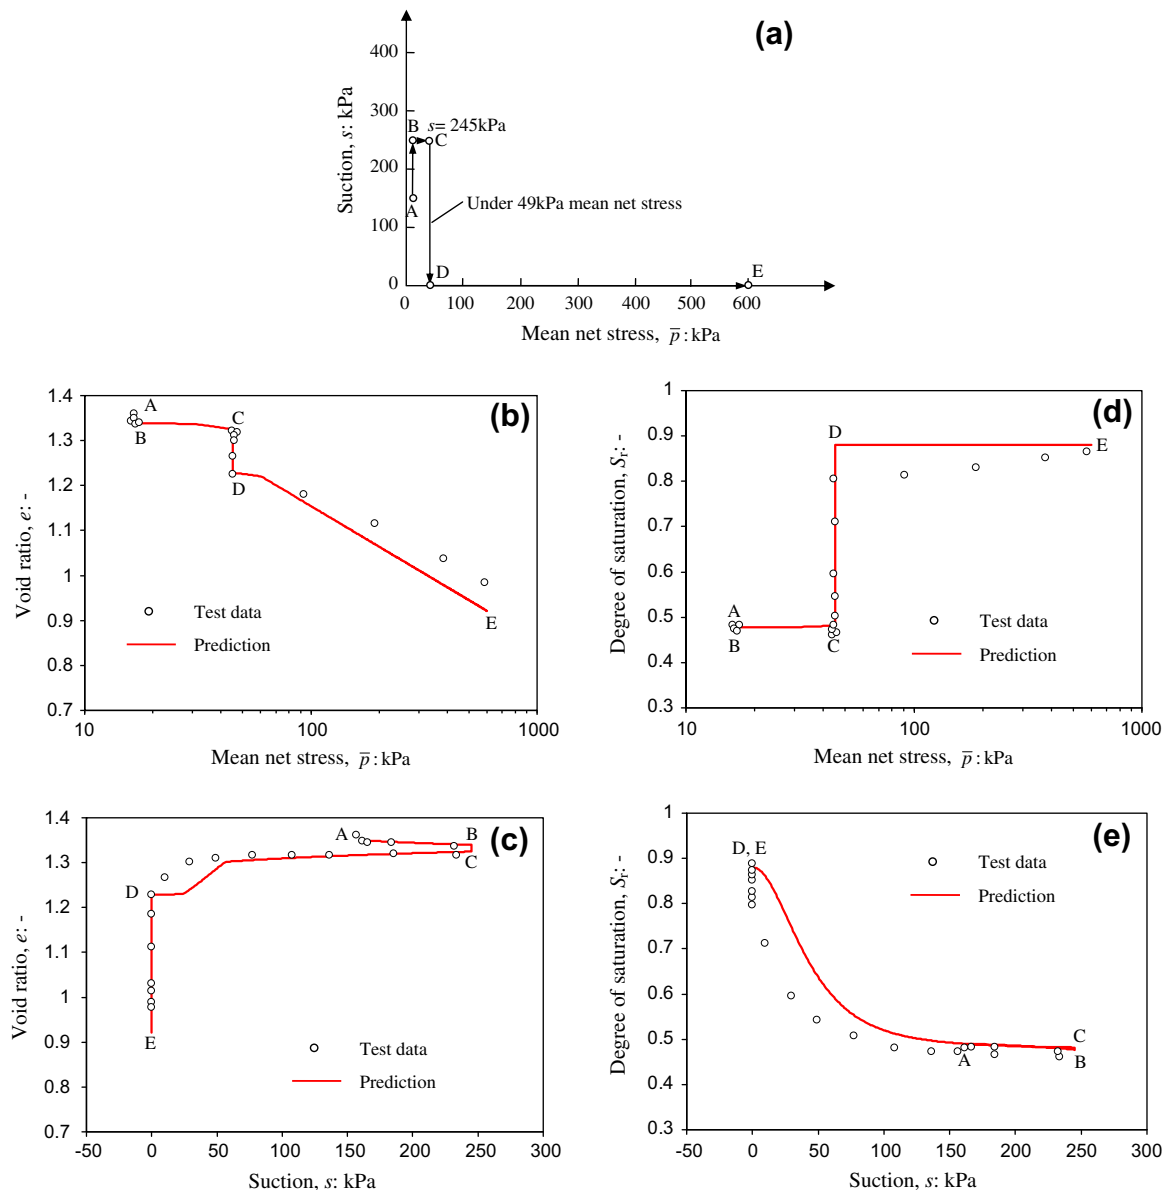 (a)
Suction, s: kPa
400
300
200
100
0
B
s= 245kPa
C
A
Under 49kPa mean net stress
D
E
0 100 200 300 400 500 600
Mean net stress, p̅ : kPa
(b)
Void ratio, e: -
1.4
1.3
1.2
1.1
1
0.9
0.8
0.7
A
B
C
D
E
Test data
Prediction
10 100 1000
Mean net stress, p̅ : kPa
(d)
Degree of saturation, Sr: -
1
0.9
0.8
0.7
0.6
0.5
0.4
0.3
D
E
A
B
C
Test data
Prediction
10 100 1000
Mean net stress, p̅ : kPa
(c)
Void ratio, e: -
1.4
1.3
1.2
1.1
1
0.9
0.8
0.7
A
B
C
D
E
Test data
Prediction
-50 0 50 100 150 200 250 300
Suction, s: kPa
(e)
Degree of saturation, Sr: -
1
0.9
0.8
0.7
0.6
0.5
0.4
0.3
D, E
Test data
Prediction
C
A
B
-50 0 50 100 150 200 250 300
Suction, s: kPa